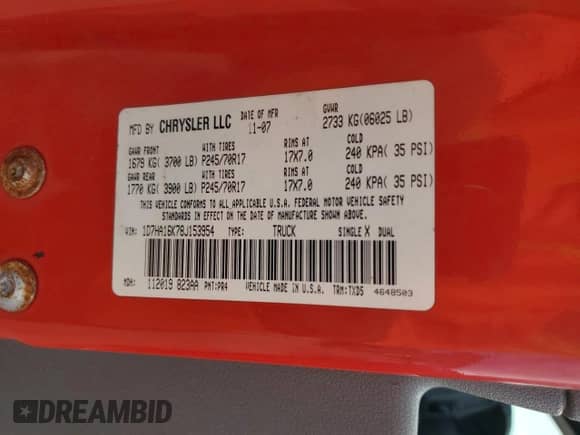 MFD BY CHRYSLER LLC DATE OF MFR 11-07 GVWR 2733 KG(06025 LB)
GAWR FRONT WITH TIRES RIMS AT COLD
1679 KG( 3700 LB) P245/70R17 17X7.0 240 KPA( 35 PSI)
GAWR REAR WITH TIRES RIMS AT COLD
1770 KG( 3900 LB) P245/70R17 17X7.0 240 KPA( 35 PSI)
THIS VEHICLE CONFORMS TO ALL APPLICABLE U.S.A. FEDERAL MOTOR VEHICLE SAFETY
STANDARDS IN EFFECT ON THE DATE OF MANUFACTURE SHOWN ABOVE.
VIN: 1D7HA16K78J153954 TYPE: TRUCK SINGLE X DUAL
MDH: 112019 823AA PNT:PR4 VEHICLE MADE IN U.S.A. TRM:TXD5 4648503
DREAMBID